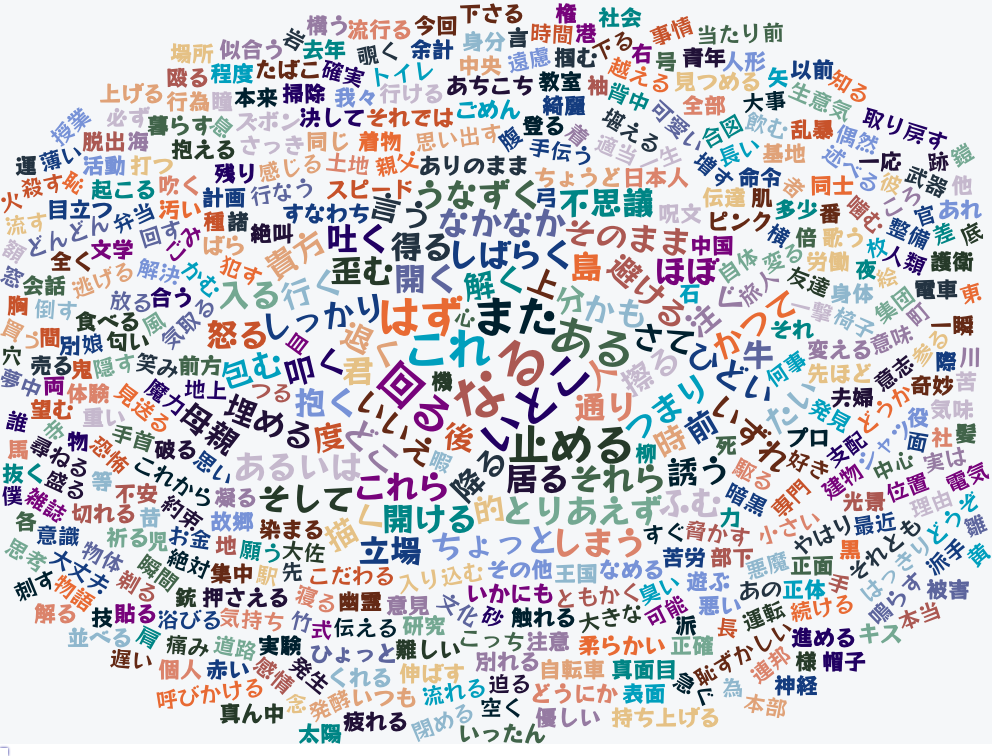 下さる 権 社会
構う 流行る 今回 身分 言 時間 港 事情 当たり前
岩 去年 覗く 余計 中央 遠慮 掴む 下る 右 号 青年 人形
場所 似合う 殴る 程度 たばこ 確実 トイレ あちこち 教室 袖 越える 見つめる 矢 以前 知る
上げる 行為 瞳 本来 掃除 我々 行ける 綺麗 背中 可愛い 全部 大事 生意気
授業 必ず 暮らす 息 ズボン 決して それでは ごめん 登る 着 堪える 合図 飲む 乱暴 偶然 取り戻す
脱出 海 抱える さっき 同じ 着物 思い出す 腹 手伝う 適当 一生 増す 長い 基地 述べる 一応 跡 鎧
運 薄い 活動 打つ 残り 感じる 土地 親父 ありのまま ちょうど 日本人 命令 者 同士 彼 武器 他
火 殺す 恥 起こる 吹く 計画 行なう スピード うなずく 弓 不思議 伝達 肌 多少 番 噛む ころ 官 あれ
流す 目立つ 弁当 汚い 種 諸 すなわち 言う なかなか そのまま 呪文 ピンク 横 倍 歌う 枚 整備 差 底
顔 どんどん 回す ごみ ばら 絶叫 貴方 吐く 得る しばらく 中国 自体 変える 労働 夜 人類 護衛
窓 会話 全く 文学 逃げる 解決 かむ 犯す 歪む 開く 解く 上 島 避ける ほぼ 石 旅人 友達 身体 絵 電車 東
胸 倒す 放る 合う 入る 行く しっかり はず 心 また 分 かも 注ぐ かつて 一撃 椅子 集団 町 一瞬
買う 間 別 娘 食べる 匂い 風 気取る 怒る 皿 退く これ ある さて ひどい 牛 それ 変える 意味 参る 際 川
穴 売る 鬼 隠す 笑み 前方 包む 叩く 君 回る 機 なる こと 人 擦る 何事 先ほど 意志 奇妙 苦
夢中 両 体験 見送る 魔力 地上 つる 抱く いいえ 後 通り つまり たし 発見 夫婦 どうか 役 気味
誰 望む 重い 母親 埋める 度 どこ 止める 時 前 いずれ プロ 支配 シャツ 面 社 髪
馬 尋ねる 件 物 恐怖 手首 破る 思い あるいは 暇 降る 居る それら 柳 誘う 死 駆る 好き 建物 中心 実は
抜く 盛る 等 これから 凝る そして これら 的 とりあえず ふむ 暗黒 専門 光景 位置 電気
僕 雑誌 切れる 不安 昔 約束 故郷 染まる 描く 開ける 力 小さい 理由 どうぞ
各 意識 祈る 児 お金 地 願う 大佐 立場 ちょっと しまう すぐ 脅かす やはり 最近 それとも 雛
思考 大丈夫 物体 瞬間 絶対 集中 駅 先 こだわる 入り込む その他 王国 なめる 苦労 部下 悪魔 正面 黒 はっきり 派手 責
刺す 物語 剃る 銃 押さえる 寝る 幽霊 意見 文化 いかにも ともかく 臭い 遊ぶ あの 正体 手 鳴らす 被害
解る 技 貼る 浴びる 気持ち 竹 式 伝える 研究 砂 触れる 大きな 可能 派 悪い 運転 続ける 本当
並べる 肩 痛み 道路 実験 ひょっと 難しい こっち 注意 柔らかい 正確 長 恥ずかしい 進める キス
遅い 個人 赤い 感情 発生 くれる 伸ばす 別れる 自転車 真面目 急ぐ 連邦 様 帽子
呼びかける 念 発酵 いつも 流れる 迫る どうにか 表面 為 神経
真ん中 疲れる 閉める 空く 優しい 持ち上げる 本部
太陽 いったん